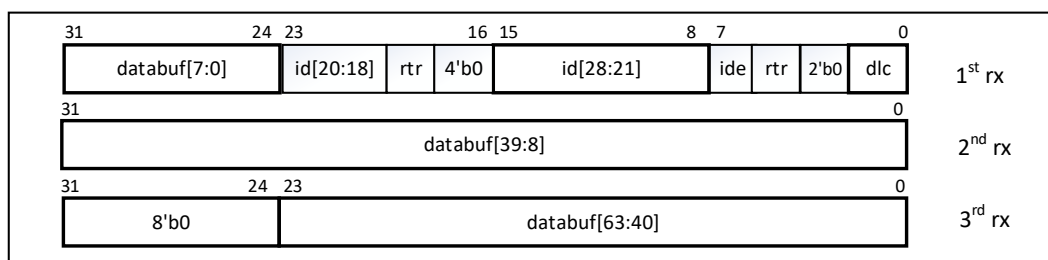 31 24 23 16 15 8 7 0
databuf[7:0] id[20:18] rtr 4'b0 id[28:21] ide rtr 2'b0 dlc 1st rx
31 0
databuf[39:8] 2nd rx
31 24 23 0
8'b0 databuf[63:40] 3rd rx